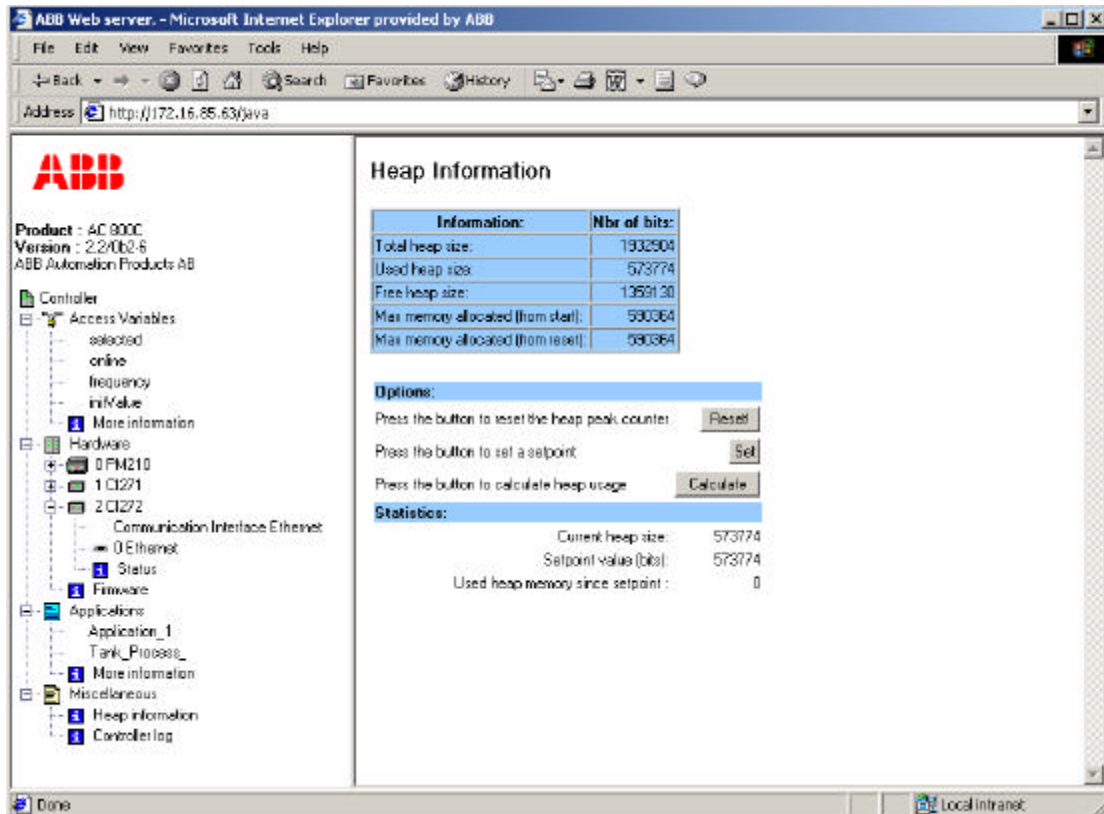 ABB Web server. - Microsoft Internet Explorer provided by ABB
File Edit View Favorites Tools Help
Back Search Favorites History
Address http://172.16.85.63/java
ABB
Product : AC 800C
Version : 2.2/0b2-6
ABB Automation Products AB
Controller
Access Variables
selected
online
frequency
initValue
More information
Hardware
0 PM210
1 CI271
2 CI272
Communication Interface Ethernet
0 Ethernet
Status
Firmware
Applications
Application_1
Tank_Process_
More information
Miscellaneous
Heap information
Controller log
Heap Information
Information: Nbr of bits:
Total heap size: 1932904
Used heap size: 573774
Free heap size: 1359130
Max memory allocated (from start): 590364
Max memory allocated (from reset): 590364
Options:
Press the button to reset the heap peak counter Reset!
Press the button to set a setpoint Set
Press the button to calculate heap usage Calculate
Statistics:
Current heap size: 573774
Setpoint value (bits): 573774
Used heap memory since setpoint : 0
Done
Local intranet